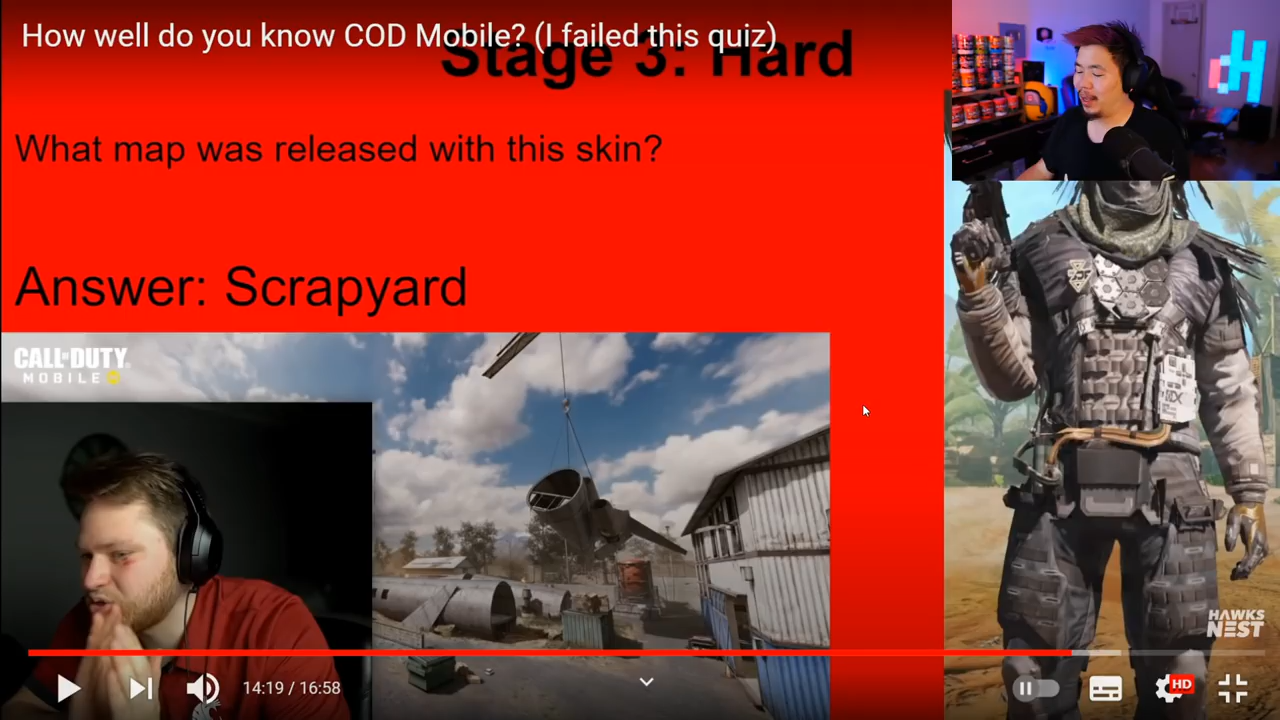 How well do you know COD Mobile? (I failed this quiz)
Stage 3: Hard
What map was released with this skin?
Answer: Scrapyard
CALL OF DUTY
MOBILE
HAWKS
NEST
14:19 / 16:58
HD